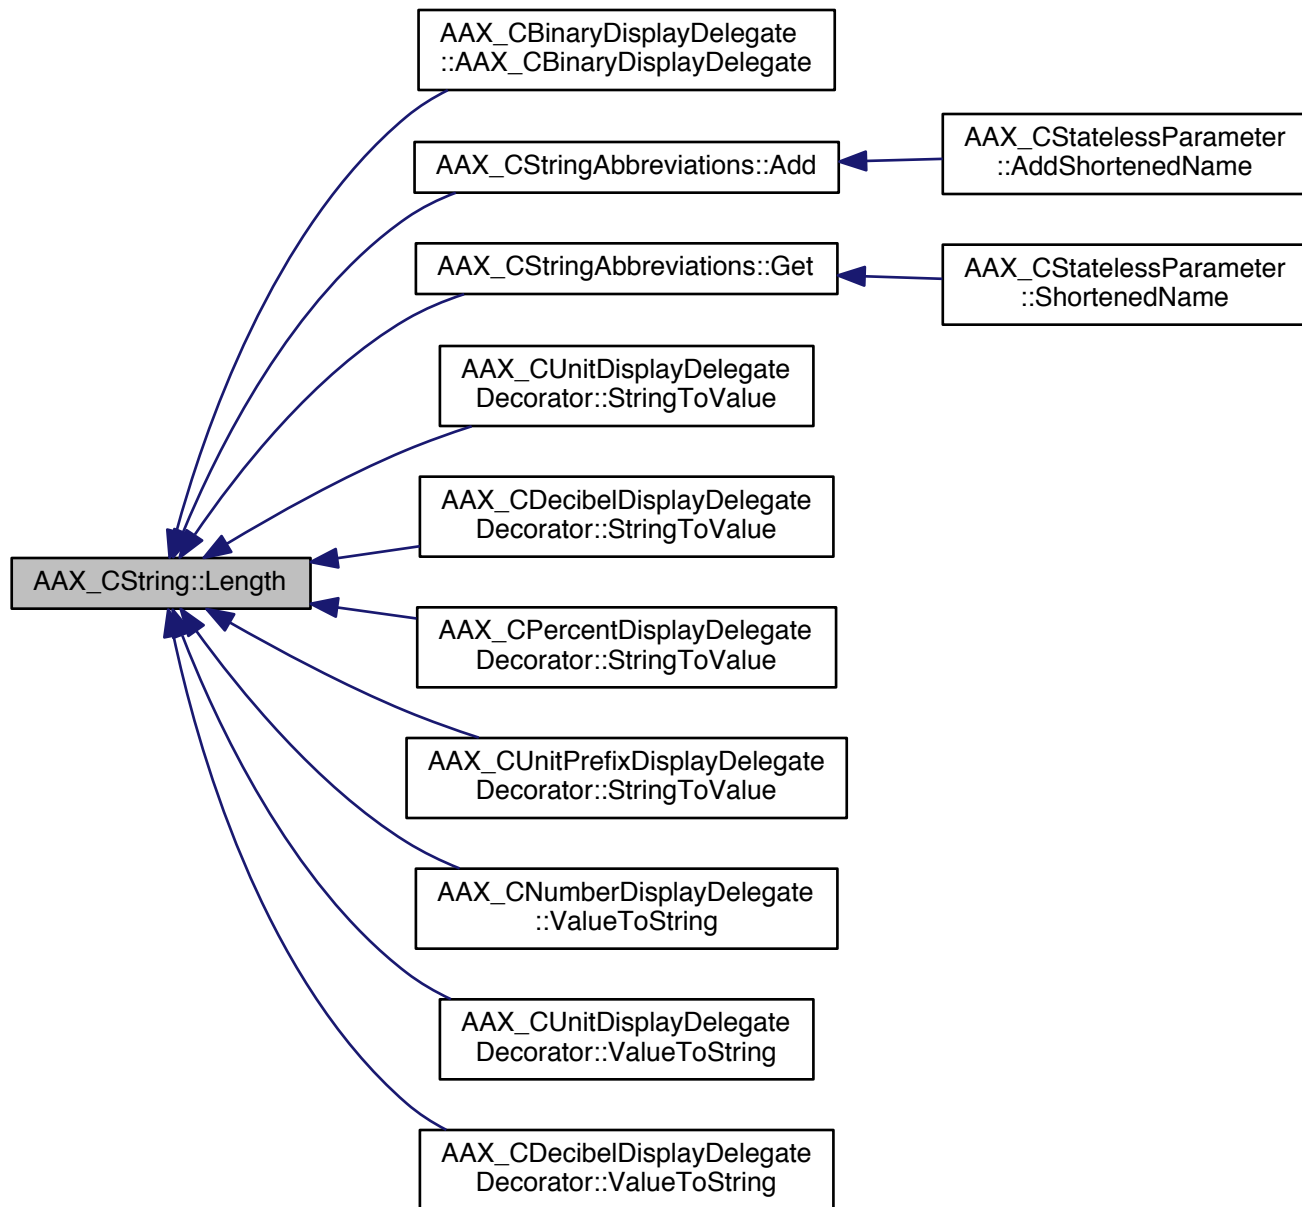 AAX_CBinaryDisplayDelegate
::AAX_CBinaryDisplayDelegate
AAX_CStringAbbreviations::Add
AAX_CStatelessParameter
::AddShortenedName
AAX_CStringAbbreviations::Get
AAX_CStatelessParameter
::ShortenedName
AAX_CUnitDisplayDelegate
Decorator::StringToValue
AAX_CDecibelDisplayDelegate
Decorator::StringToValue
AAX_CString::Length
AAX_CPercentDisplayDelegate
Decorator::StringToValue
AAX_CUnitPrefixDisplayDelegate
Decorator::StringToValue
AAX_CNumberDisplayDelegate
::ValueToString
AAX_CUnitDisplayDelegate
Decorator::ValueToString
AAX_CDecibelDisplayDelegate
Decorator::ValueToString